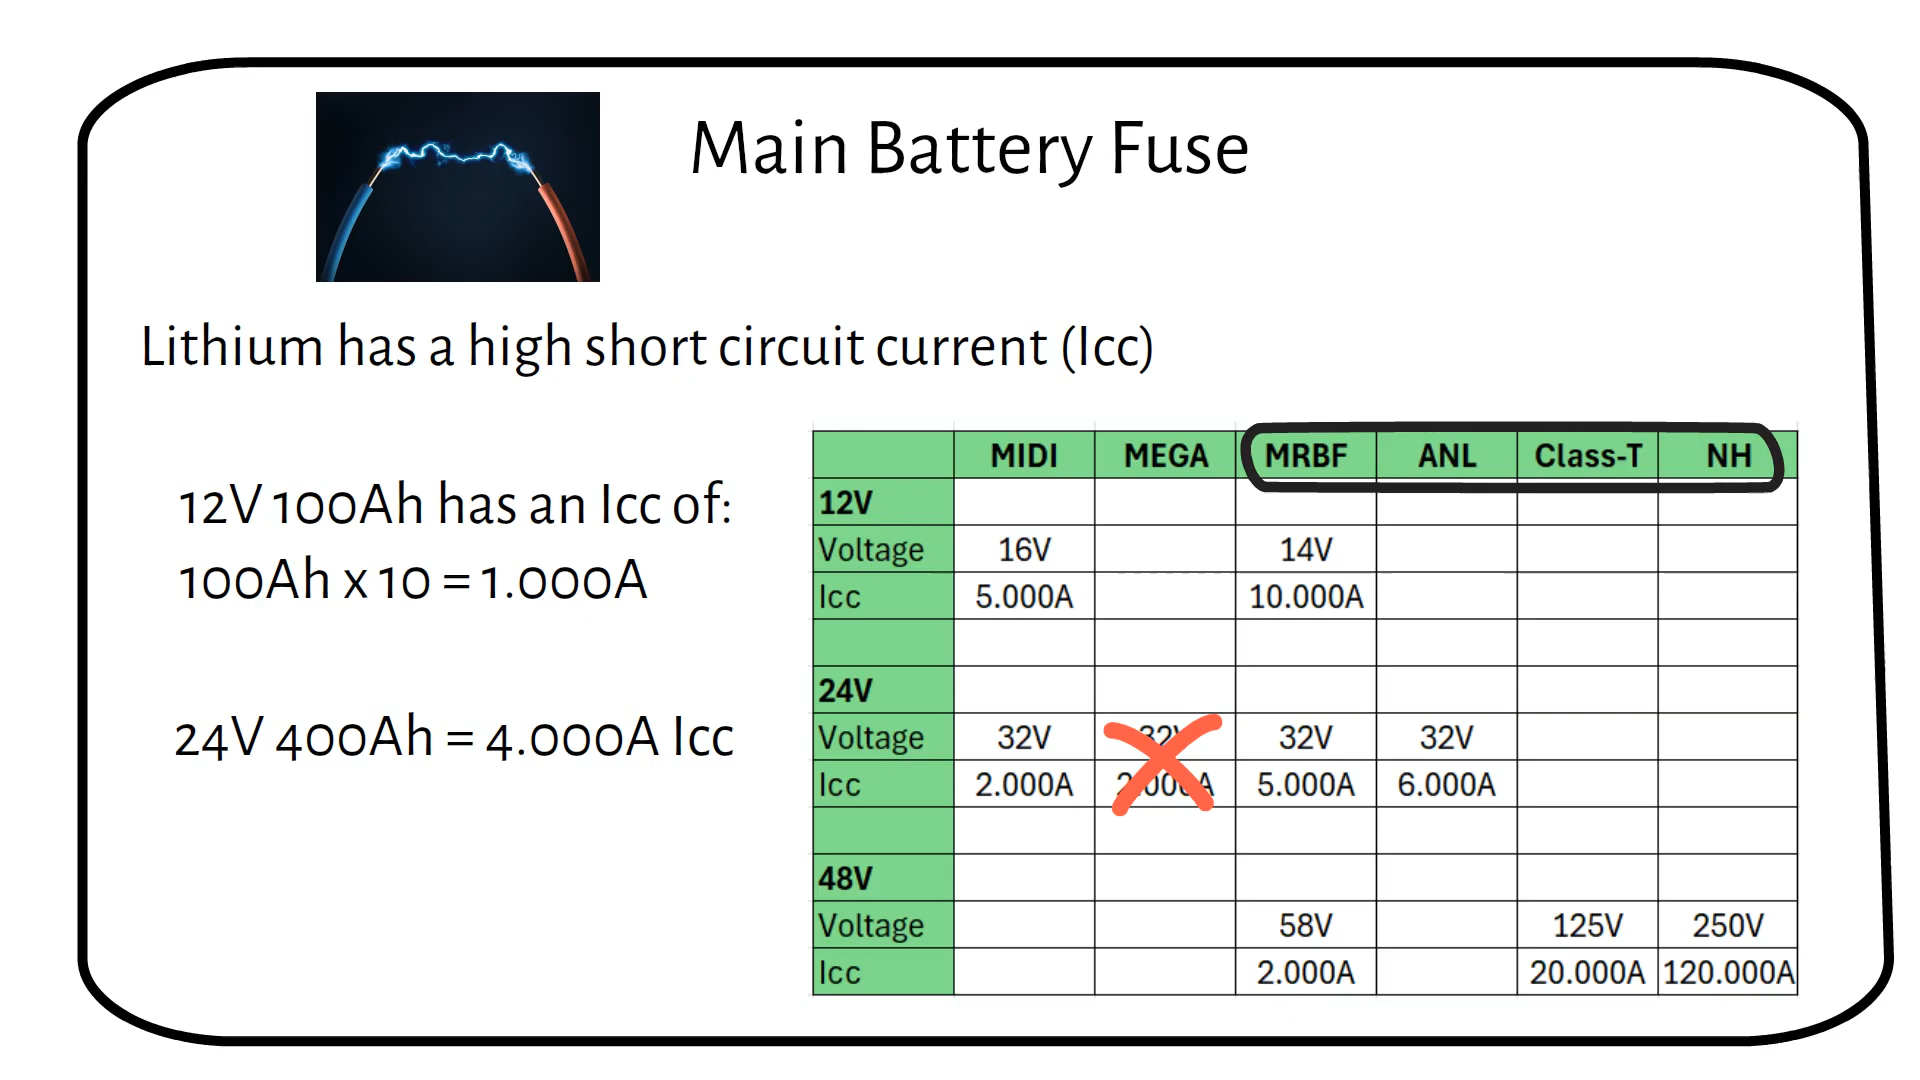 Main Battery Fuse
Lithium has a high short circuit current (Icc)
12V 100Ah has an Icc of:
100Ah x 10 = 1.000A
24V 400Ah = 4.000A Icc
MIDI MEGA MRBF ANL Class-T NH
12V
Voltage 16V 14V
Icc 5.000A 10.000A
24V
Voltage 32V 32V 32V 32V
Icc 2.000A 2.000A 5.000A 6.000A
48V
Voltage 58V 125V 250V
Icc 2.000A 20.000A 120.000A